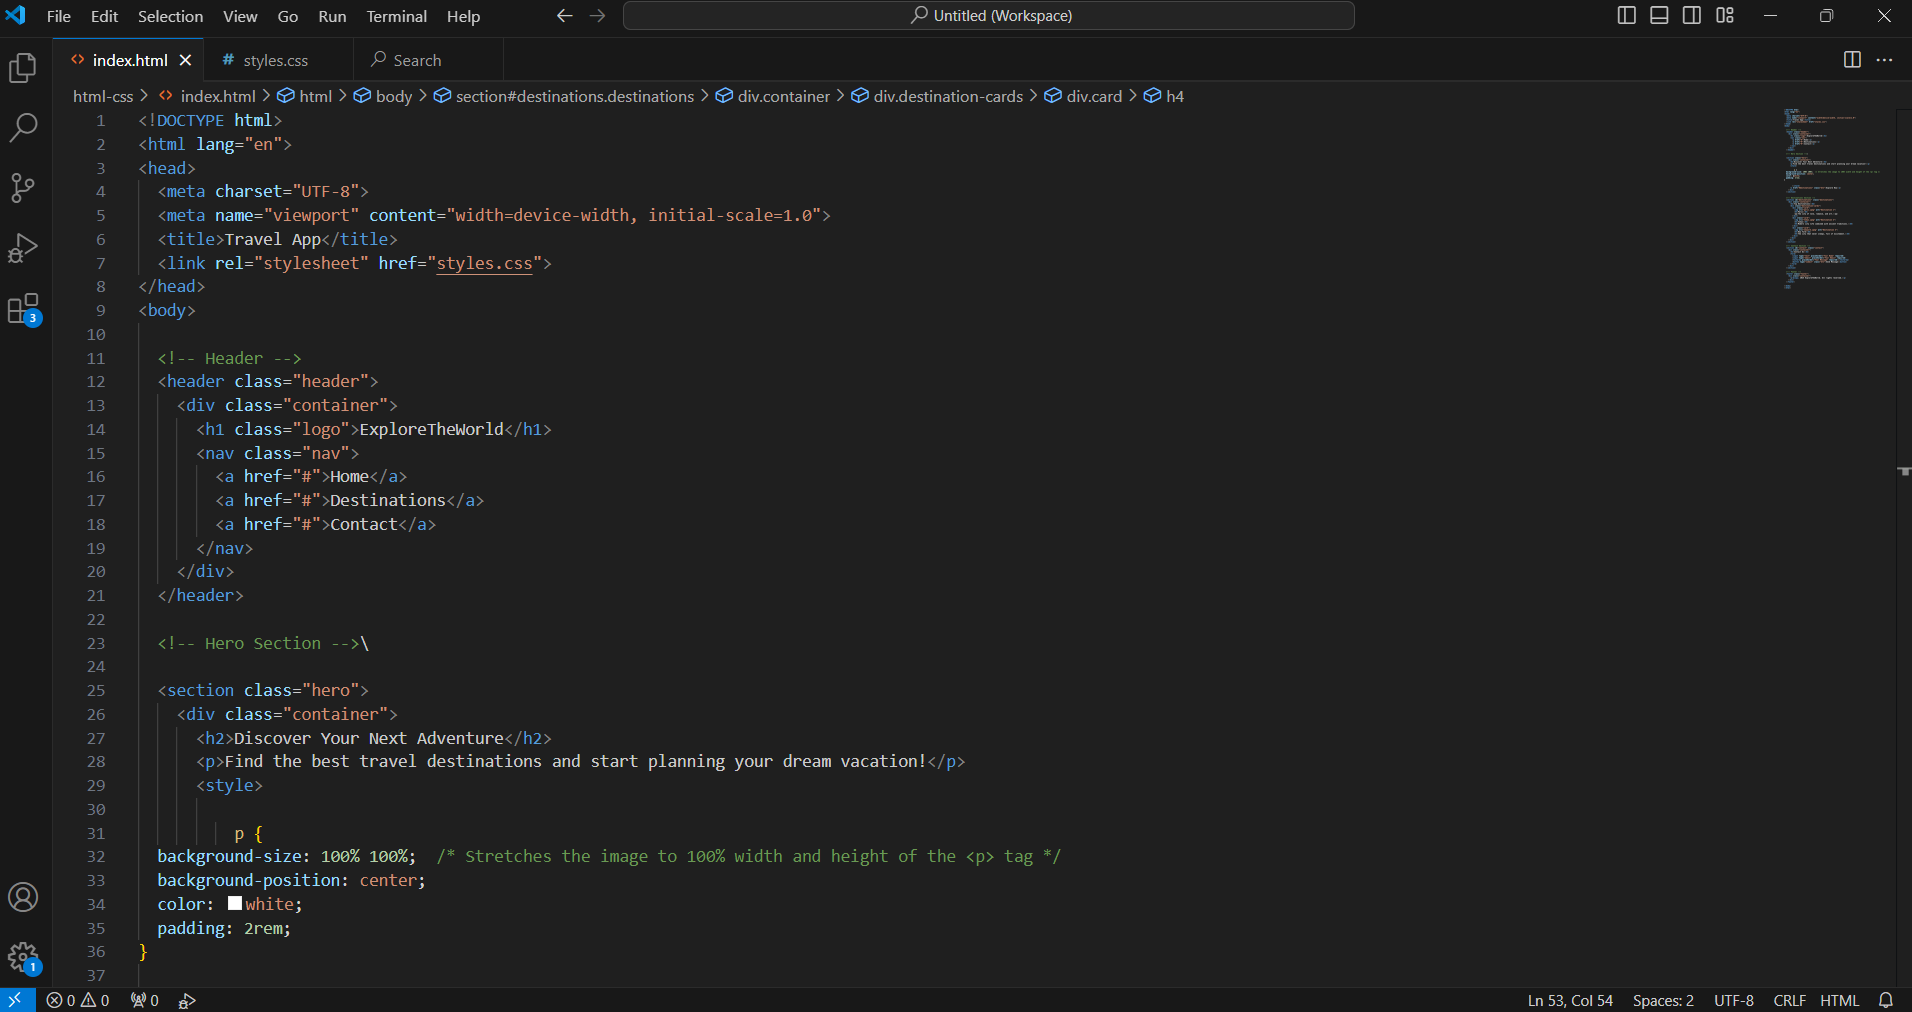 File Edit Selection View Go Run Terminal Help Untitled (Workspace)
index.html # styles.css Search
html-css > index.html > html > body > section#destinations.destinations > div.container > div.destination-cards > div.card > h4
1 <!DOCTYPE html>
2 <html lang="en">
3 <head>
4 <meta charset="UTF-8">
5 <meta name="viewport" content="width=device-width, initial-scale=1.0">
6 <title>Travel App</title>
7 <link rel="stylesheet" href="styles.css">
8 </head>
9 <body>
10
11 <!-- Header -->
12 <header class="header">
13 <div class="container">
14 <h1 class="logo">ExploreTheWorld</h1>
15 <nav class="nav">
16 <a href="#">Home</a>
17 <a href="#">Destinations</a>
18 <a href="#">Contact</a>
19 </nav>
20 </div>
21 </header>
22
23 <!-- Hero Section -->\
24
25 <section class="hero">
26 <div class="container">
27 <h2>Discover Your Next Adventure</h2>
28 <p>Find the best travel destinations and start planning your dream vacation!</p>
29 <style>
30
31 p {
32 background-size: 100% 100%; /* Stretches the image to 100% width and height of the <p> tag */
33 background-position: center;
34 color: white;
35 padding: 2rem;
36 }
37
3
1
0 0 0 Ln 53, Col 54 Spaces: 2 UTF-8 CRLF HTML